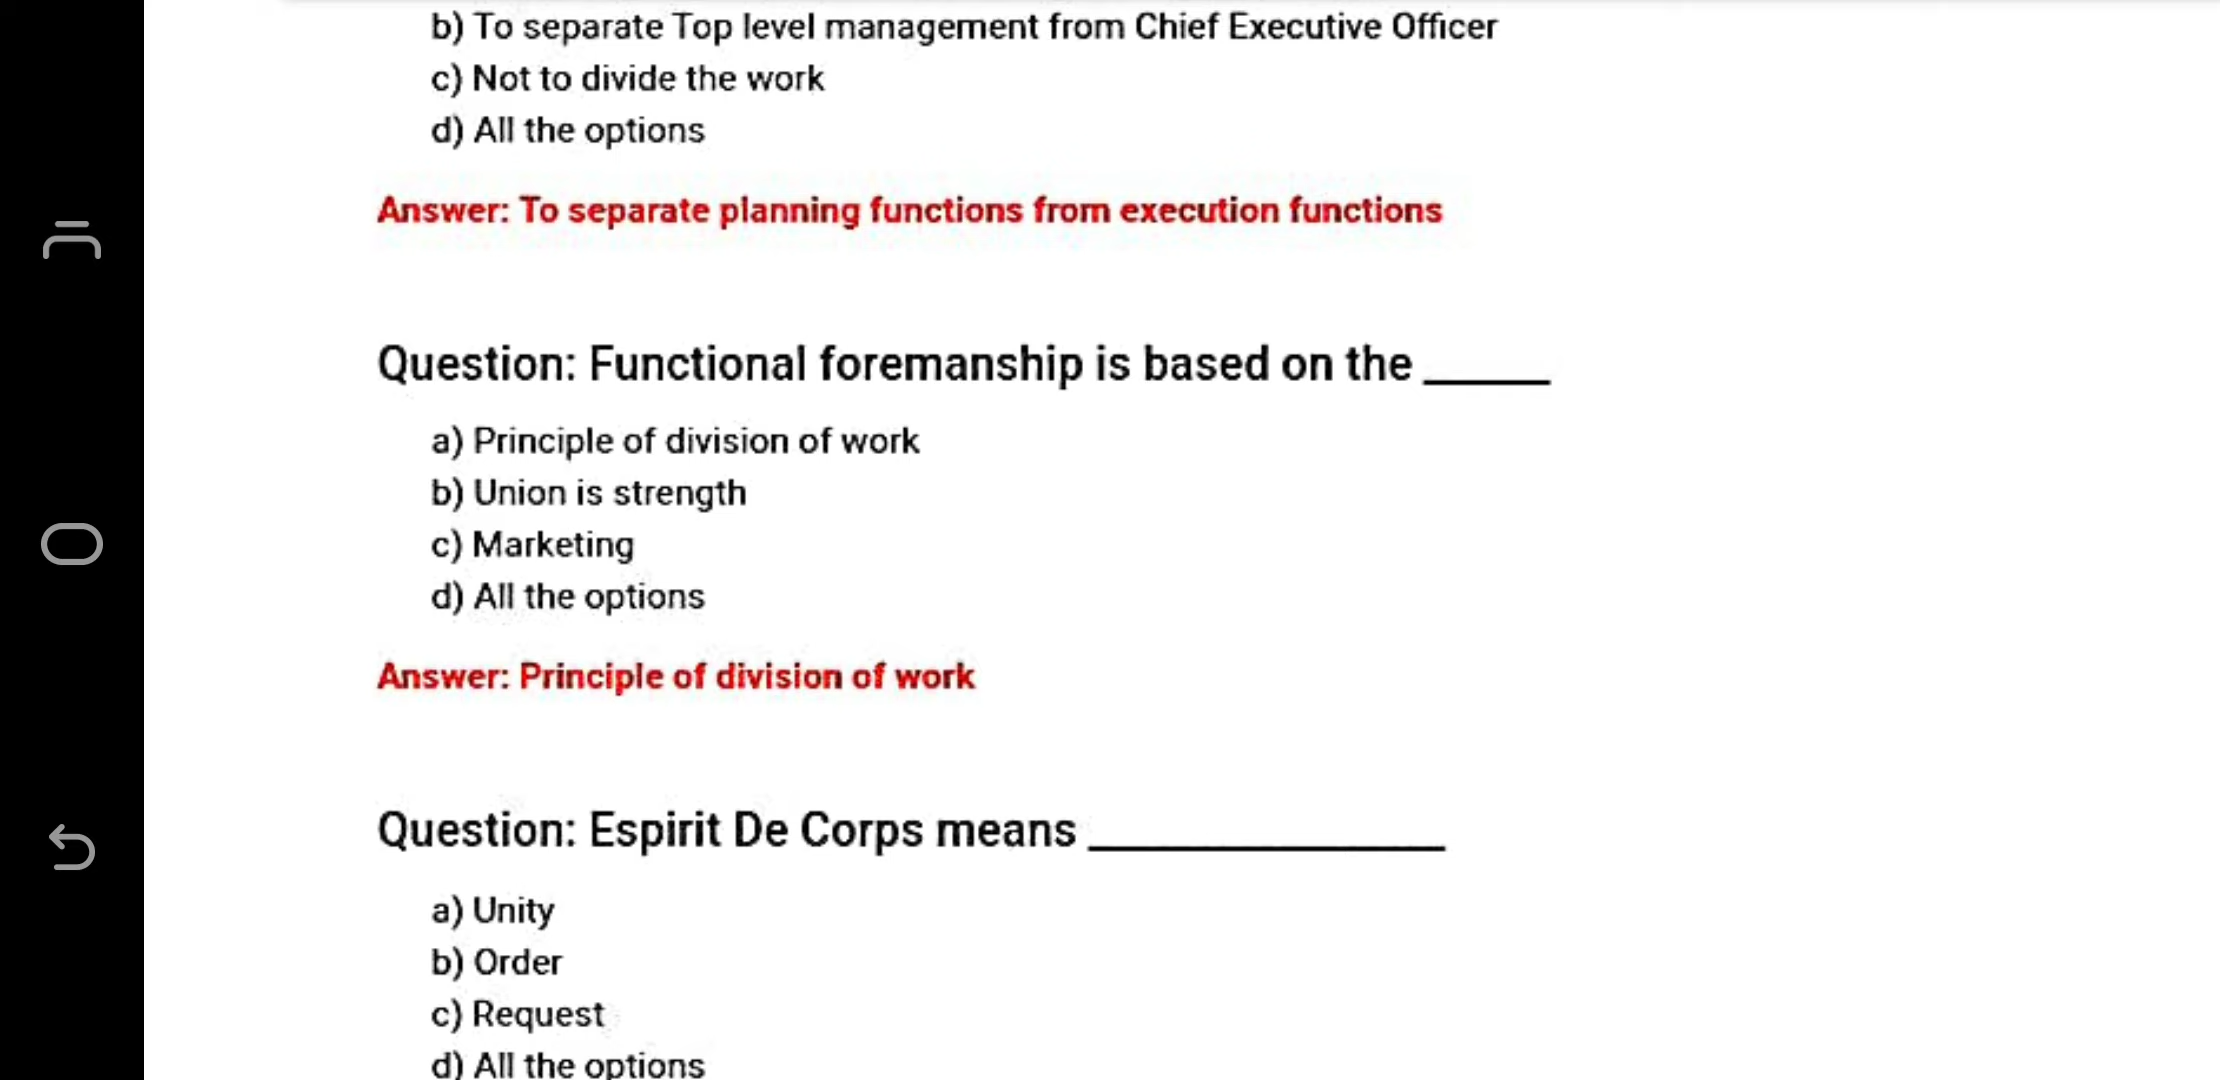 b) To separate Top level management from Chief Executive Officer
c) Not to divide the work
d) All the options
Answer: To separate planning functions from execution functions
Question: Functional foremanship is based on the ______
a) Principle of division of work
b) Union is strength
c) Marketing
d) All the options
Answer: Principle of division of work
Question: Espirit De Corps means _________________
a) Unity
b) Order
c) Request
d) All the options